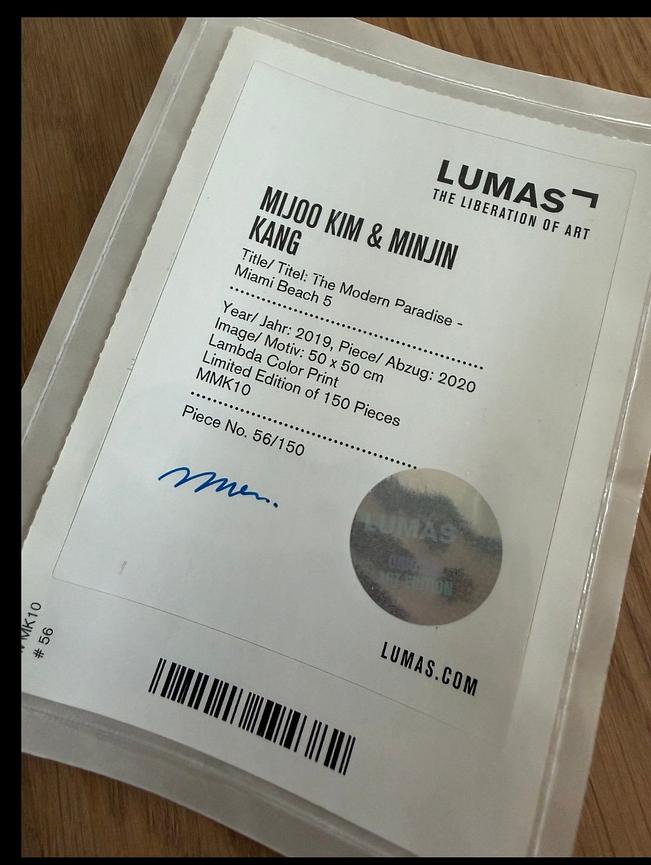 LUMAS
THE LIBERATION OF ART
MIJOO KIM & MINJIN
KANG
Title/ Titel: The Modern Paradise -
Miami Beach 5
Year/ Jahr: 2019, Piece/ Abzug: 2020
Image/ Motiv: 50 x 50 cm
Lambda Color Print
Limited Edition of 150 Pieces
MMK10
Piece No. 56/150
LUMAS
LUMAS.COM
MK10
# 56